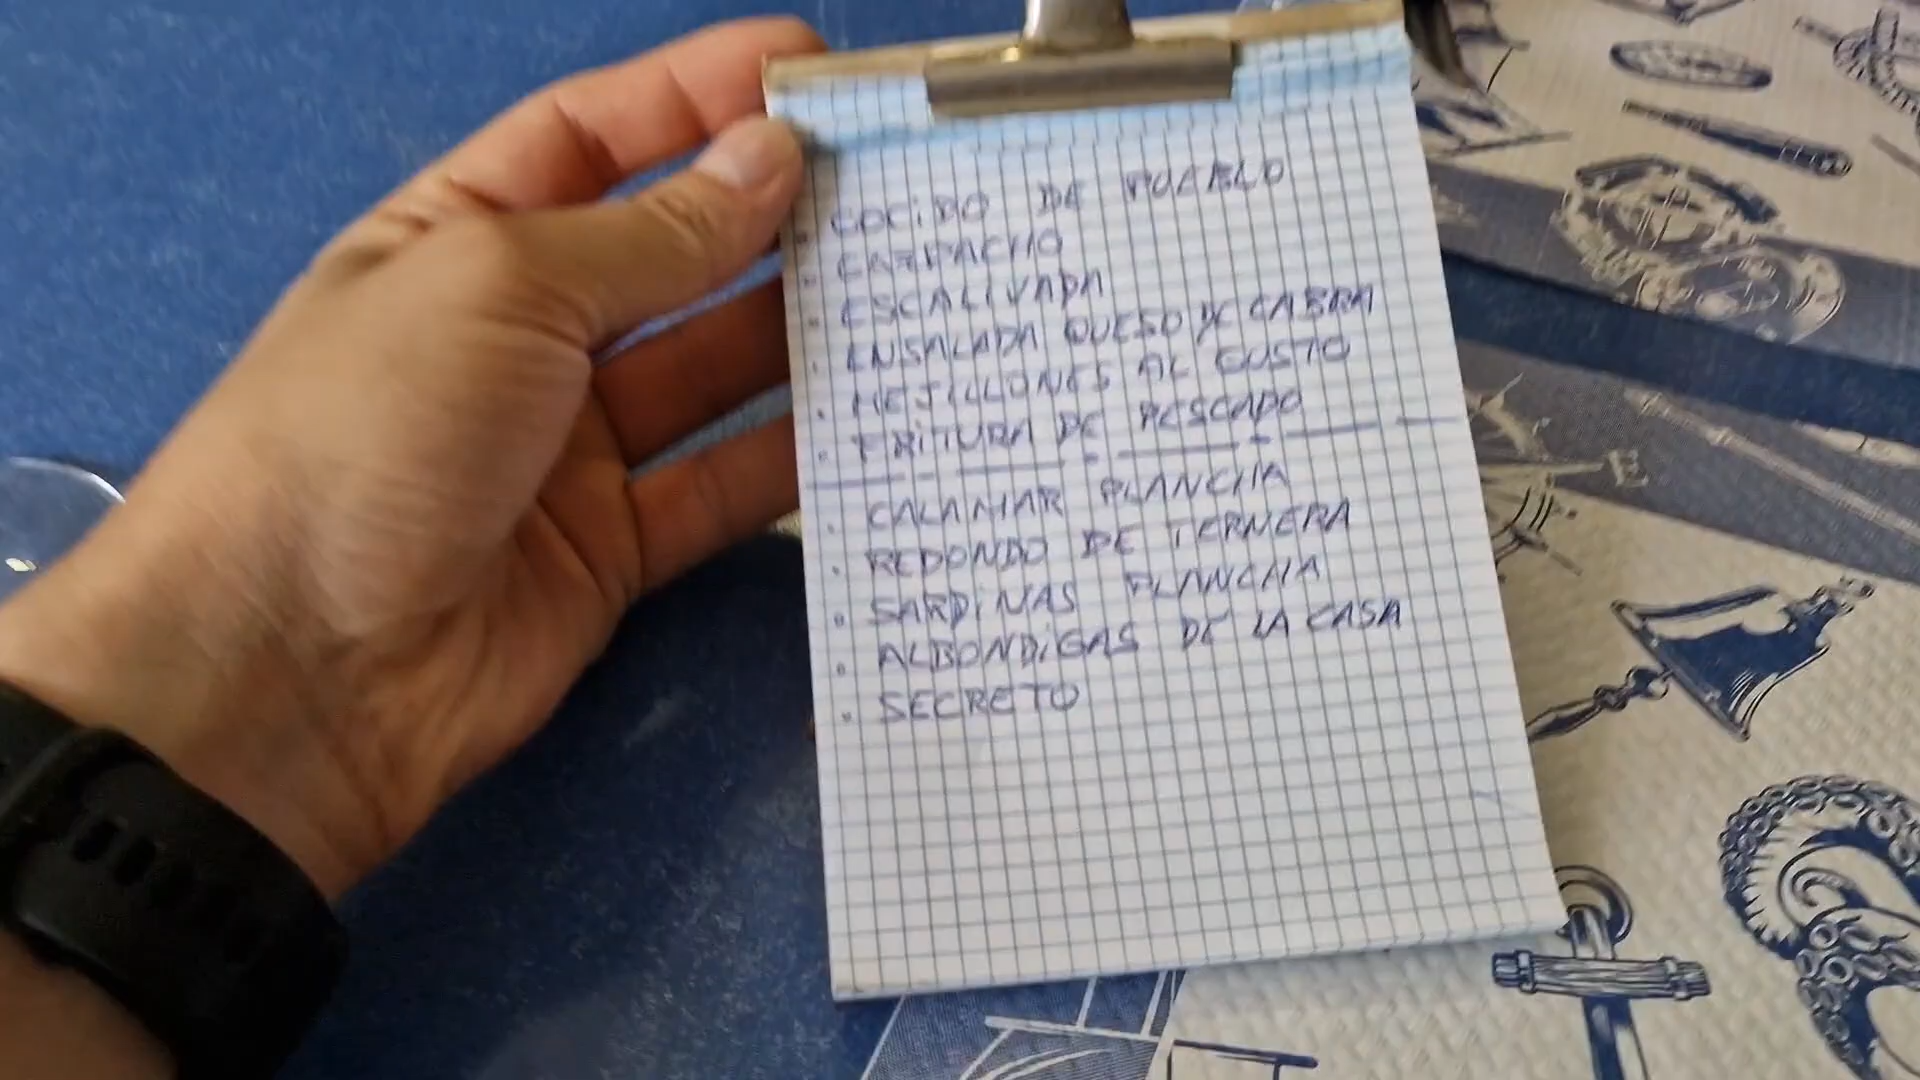 · COCIDO DE PUEBLO
· GAZPACHO
· ESCALIVADA
· ENSALADA QUESO DE CABRA
· MEJILLONES AL GUSTO
· FRITURA DE PESCADO
· CALAMAR PLANCHA
· REDONDO DE TERNERA
· SARDINAS PLANCHA
· ALBONDIGAS DE LA CASA
· SECRETO
E